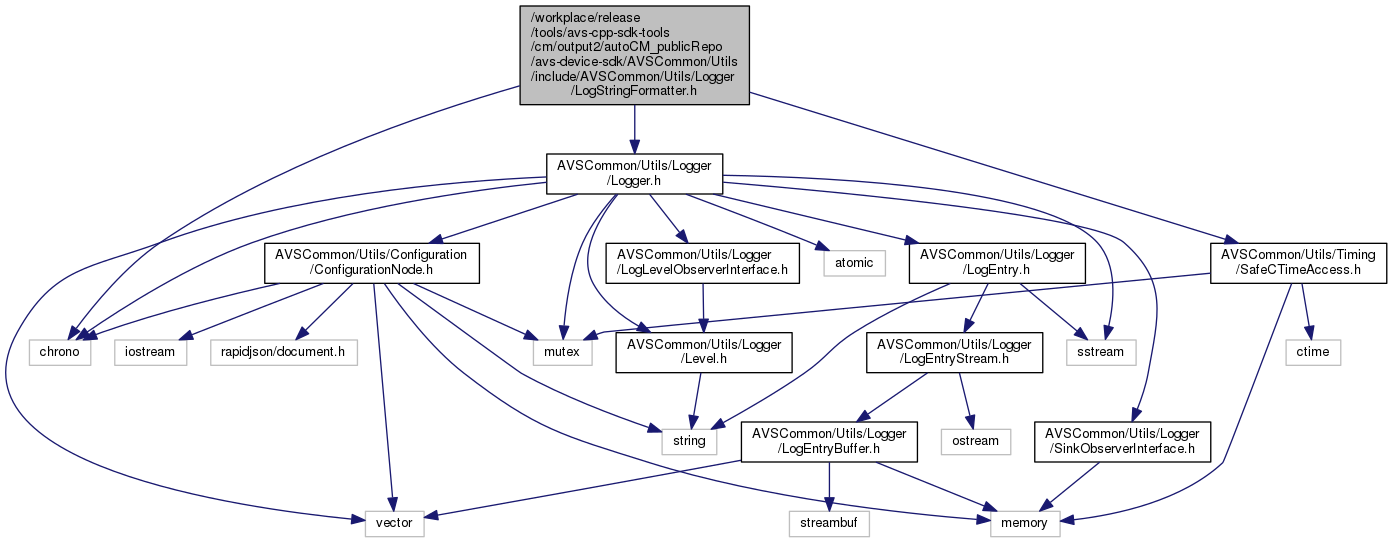 /workplace/release
/tools/avs-cpp-sdk-tools
/cm/output2/autoCM_publicRepo
/avs-device-sdk/AVSCommon/Utils
/include/AVSCommon/Utils/Logger
/LogStringFormatter.h
AVSCommon/Utils/Logger
/Logger.h
AVSCommon/Utils/Configuration
/ConfigurationNode.h
AVSCommon/Utils/Logger
/LogLevelObserverInterface.h
atomic
AVSCommon/Utils/Logger
/LogEntry.h
AVSCommon/Utils/Timing
/SafeCTimeAccess.h
chrono
iostream
rapidjson/document.h
mutex
AVSCommon/Utils/Logger
/Level.h
AVSCommon/Utils/Logger
/LogEntryStream.h
sstream
ctime
string
AVSCommon/Utils/Logger
/LogEntryBuffer.h
ostream
AVSCommon/Utils/Logger
/SinkObserverInterface.h
vector
streambuf
memory